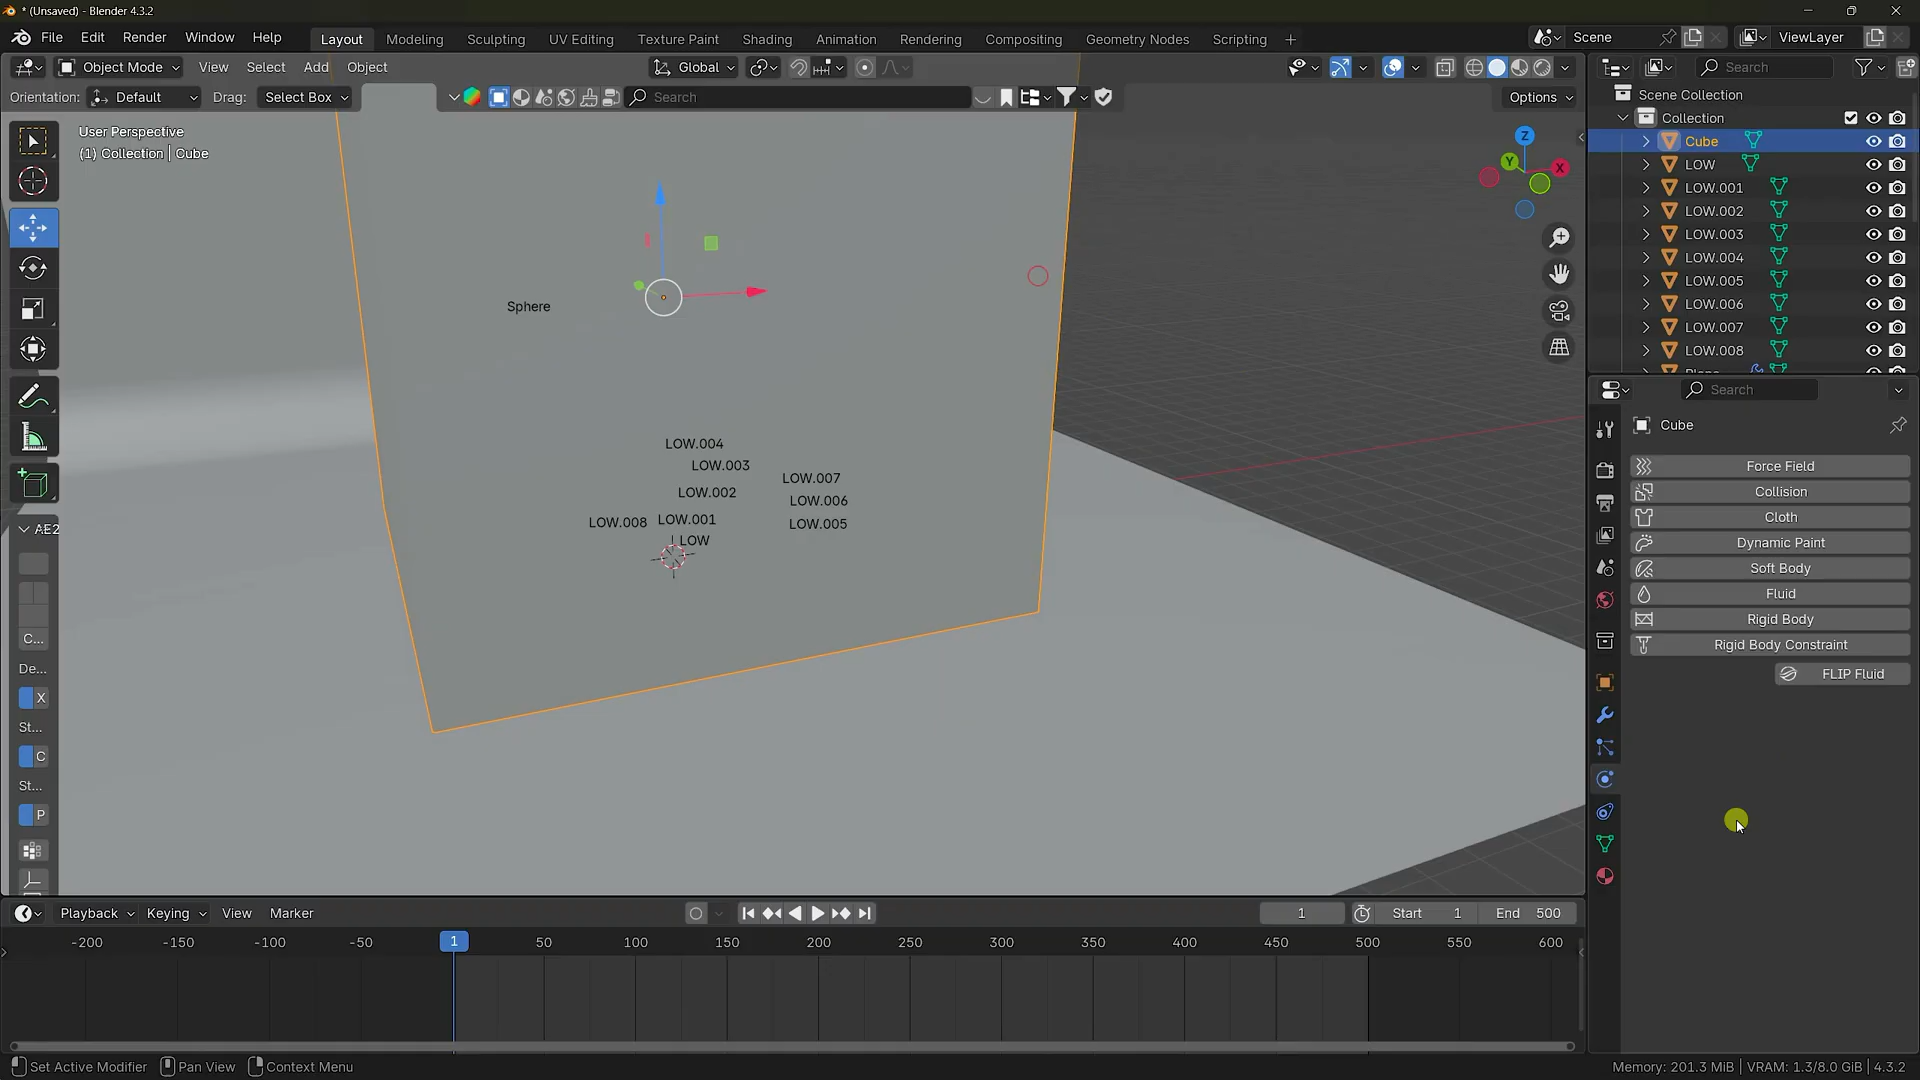 * (Unsaved) - Blender 4.3.2
File Edit Render Window Help Layout Modeling Sculpting UV Editing Texture Paint Shading Animation Rendering Compositing Geometry Nodes Scripting + Scene ViewLayer
Object Mode View Select Add Object Global Search
Orientation: Default Drag: Select Box Search Options
User Perspective
(1) Collection | Cube
Z
Y
X
Sphere
LOW.004
LOW.003
LOW.007
LOW.002
LOW.006
LOW.008 LOW.001 LOW.005
LOW
AE2
C...
De...
X
St...
C
St...
P
Scene Collection
Collection
Cube
LOW
LOW.001
LOW.002
LOW.003
LOW.004
LOW.005
LOW.006
LOW.007
LOW.008
Search
Cube
Force Field
Collision
Cloth
Dynamic Paint
Soft Body
Fluid
Rigid Body
Rigid Body Constraint
FLIP Fluid
Playback Keying View Marker 1 Start 1 End 500
-200 -150 -100 -50 1 50 100 150 200 250 300 350 400 450 500 550 600
Set Active Modifier Pan View Context Menu Memory: 201.3 MiB | VRAM: 1.3/8.0 GiB | 4.3.2